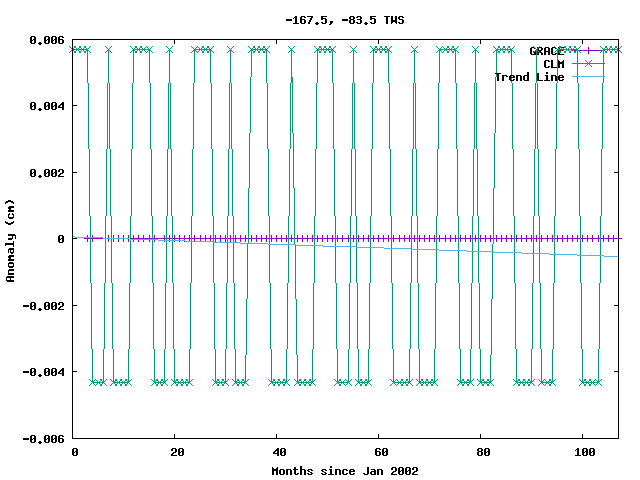 -167.5, -83.5 TWS
0.006
0.004
0.002
0
-0.002
-0.004
-0.006
Anomaly (cm)
GRACE
CLM
Trend Line
0 20 40 60 80 100
Months since Jan 2002